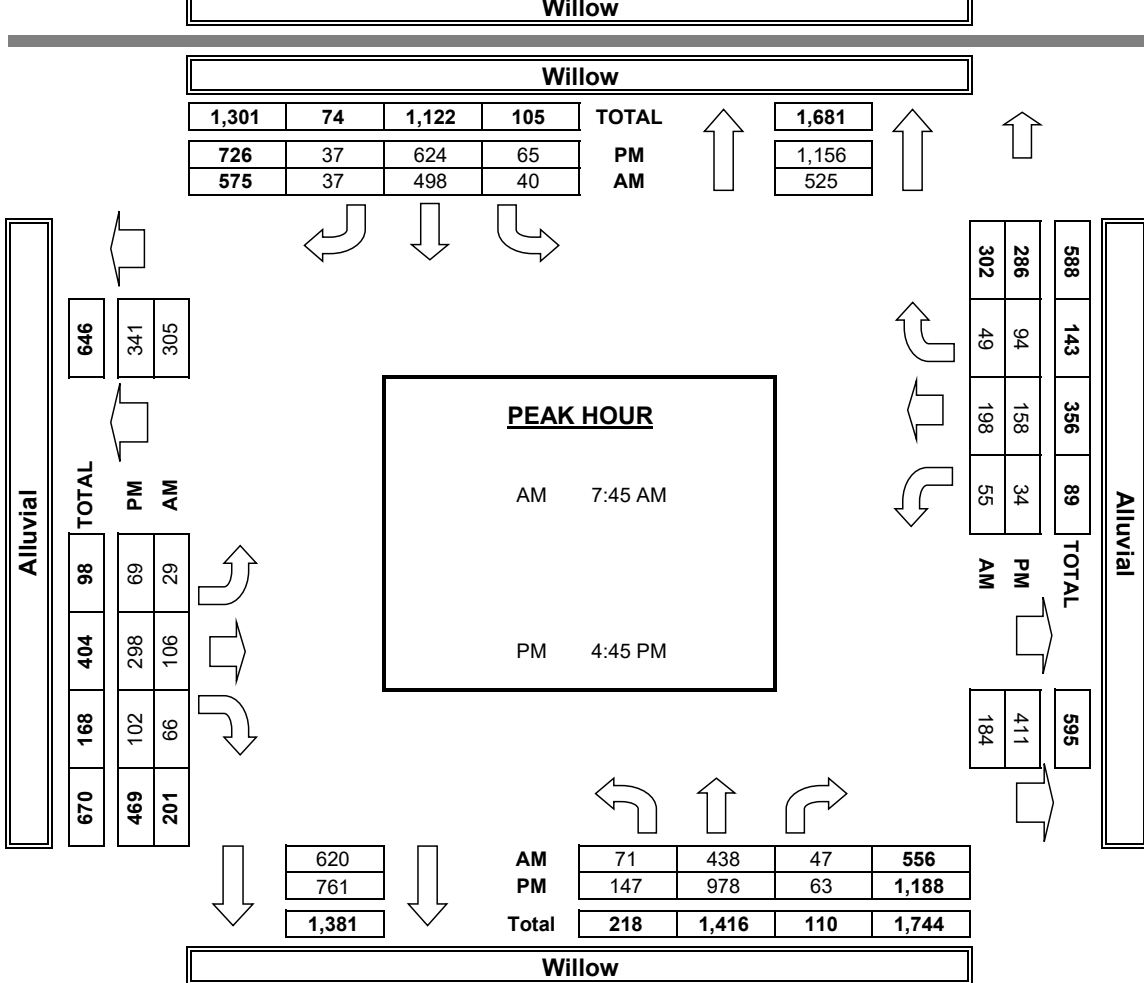 Willow
Willow
1,301 74 1,122 105 TOTAL 1,681
726 37 624 65 PM 1,156
575 37 498 40 AM 525
Alluvial
646 341 305
TOTAL PM AM
98 69 29
404 298 106
168 102 66
670 469 201
PEAK HOUR
AM 7:45 AM
PM 4:45 PM
302 286 588
49 94 143
198 158 356
55 34 89
AM PM TOTAL
184 411 595
Alluvial
620 AM 71 438 47 556
761 PM 147 978 63 1,188
1,381 Total 218 1,416 110 1,744
Willow